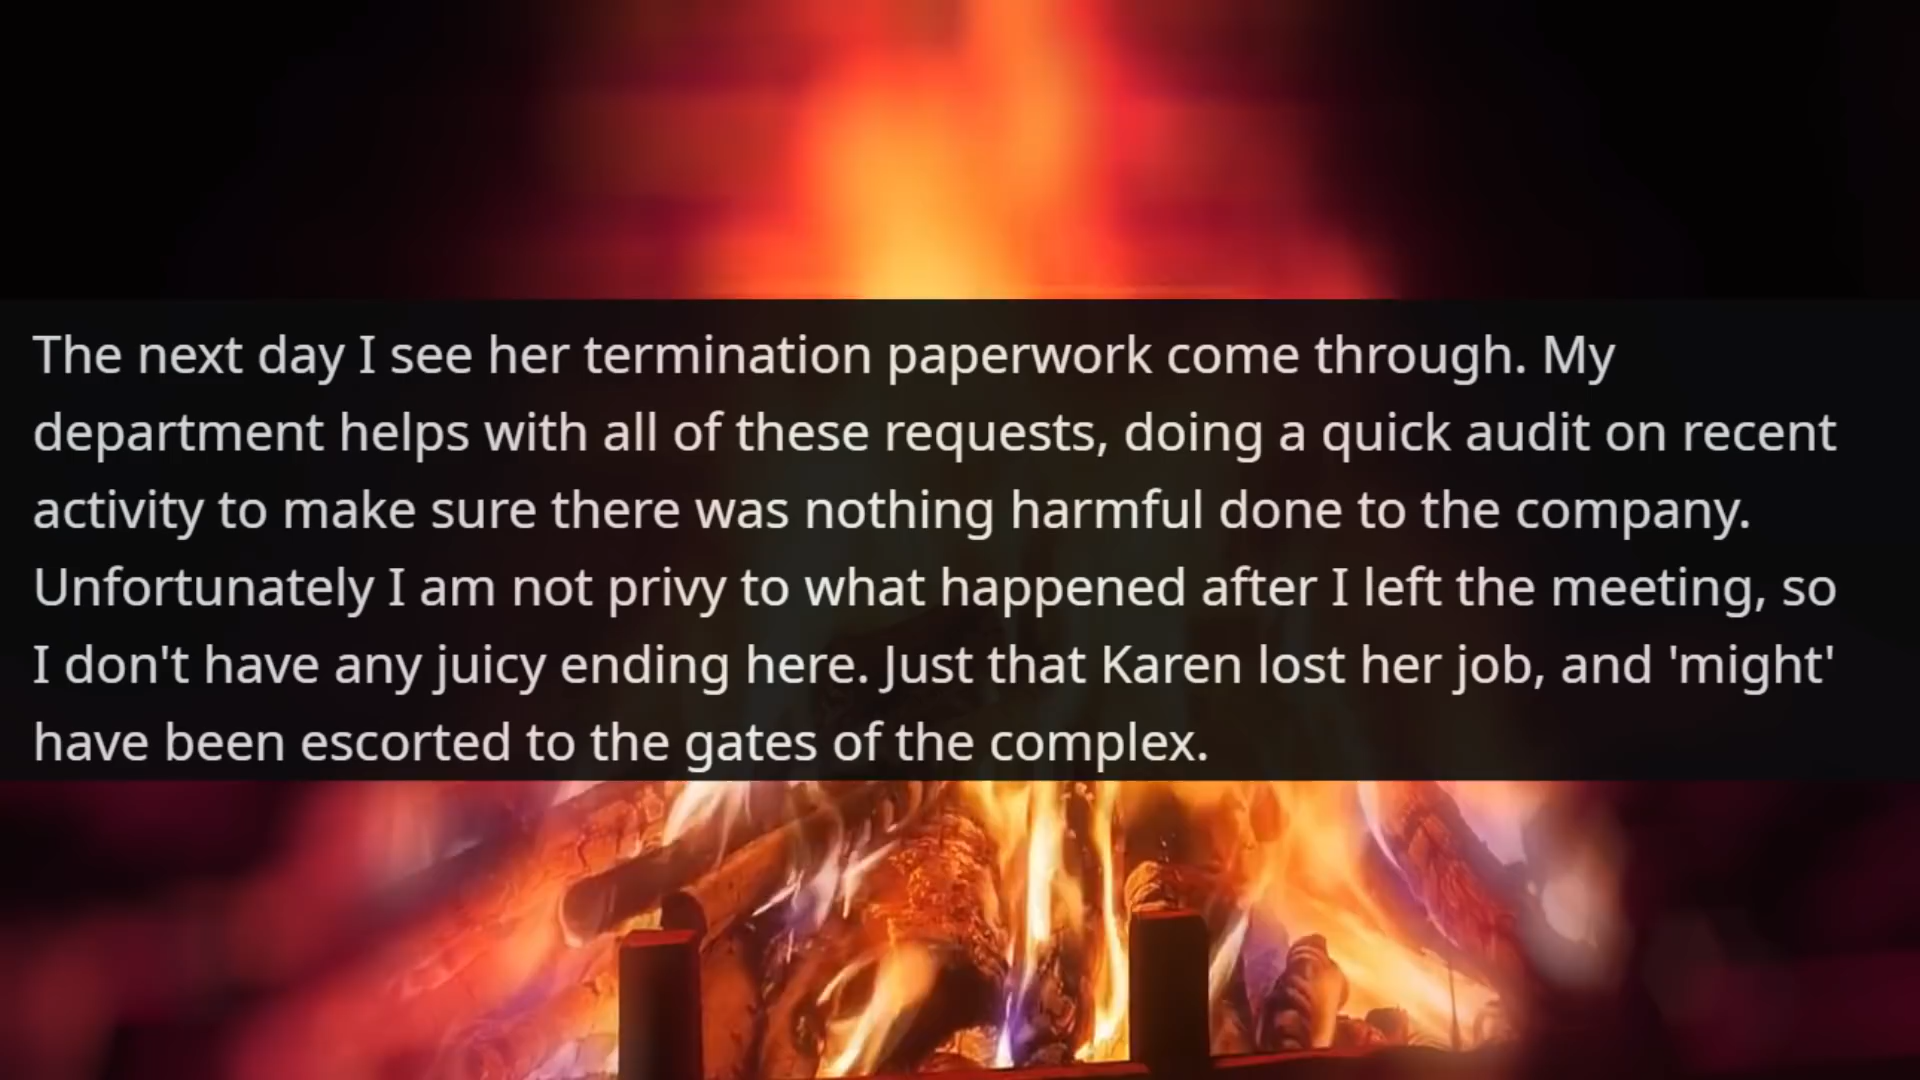 The next day I see her termination paperwork come through. My
department helps with all of these requests, doing a quick audit on recent
activity to make sure there was nothing harmful done to the company.
Unfortunately I am not privy to what happened after I left the meeting, so
I don't have any juicy ending here. Just that Karen lost her job, and 'might'
have been escorted to the gates of the complex.